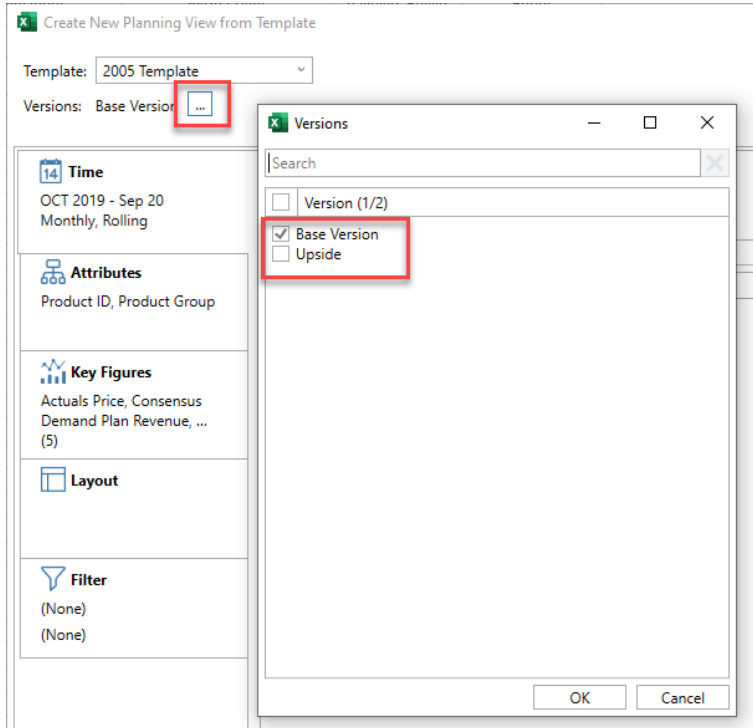 Create New Planning View from Template
Template: 2005 Template
Versions: Base Version ...
Versions
Search
Version (1/2)
Base Version
Upside
14 Time
OCT 2019 - Sep 20
Monthly, Rolling
Attributes
Product ID, Product Group
Key Figures
Actuals Price, Consensus
Demand Plan Revenue, ...
(5)
Layout
Filter
(None)
(None)
OK Cancel